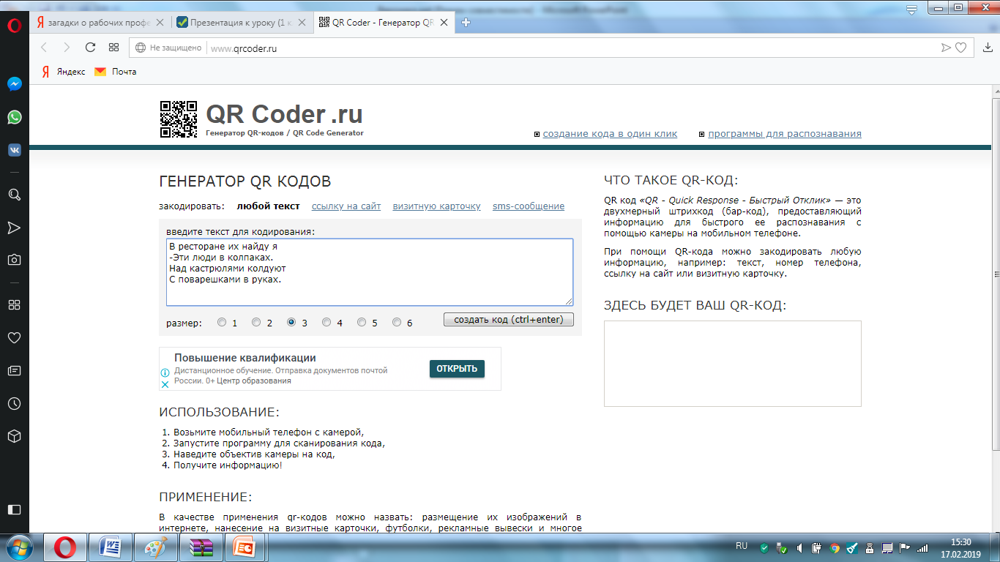 загадки о рабочих профе
Презентация к уроку (1 к
QR Coder - Генератор QR
Не защищено
www.qrcoder.ru
Яндекс
Почта
QR Coder .ru
Генератор QR-кодов / QR Code Generator
создание кода в один клик
программы для распознавания
ГЕНЕРАТОР QR КОДОВ
закодировать: любой текст ссылку на сайт визитную карточку sms-сообщение
введите текст для кодирования:
В ресторане их найду я
-Эти люди в колпаках.
Над кастрюлями колдуют
С поварешками в руках.
размер: 1 2 3 4 5 6
создать код (ctrl+enter)
Повышение квалификации
Дистанционное обучение. Отправка документов почтой
России. 0+ Центр образования
ОТКРЫТЬ
ИСПОЛЬЗОВАНИЕ:
1. Возьмите мобильный телефон с камерой,
2. Запустите программу для сканирования кода,
3. Наведите объектив камеры на код,
4. Получите информацию!
ПРИМЕНЕНИЕ:
В качестве применения qr-кодов можно назвать: размещение их изображений в
интернете, нанесение на визитные карточки, футболки, рекламные вывески и многое
ЧТО ТАКОЕ QR-КОД:
QR код «QR - Quick Response - Быстрый Отклик» — это
двухмерный штрихкод (бар-код), предоставляющий
информацию для быстрого ее распознавания с
помощью камеры на мобильном телефоне.
При помощи QR-кода можно закодировать любую
информацию, например: текст, номер телефона,
ссылку на сайт или визитную карточку.
ЗДЕСЬ БУДЕТ ВАШ QR-КОД:
RU
15:30
17.02.2019